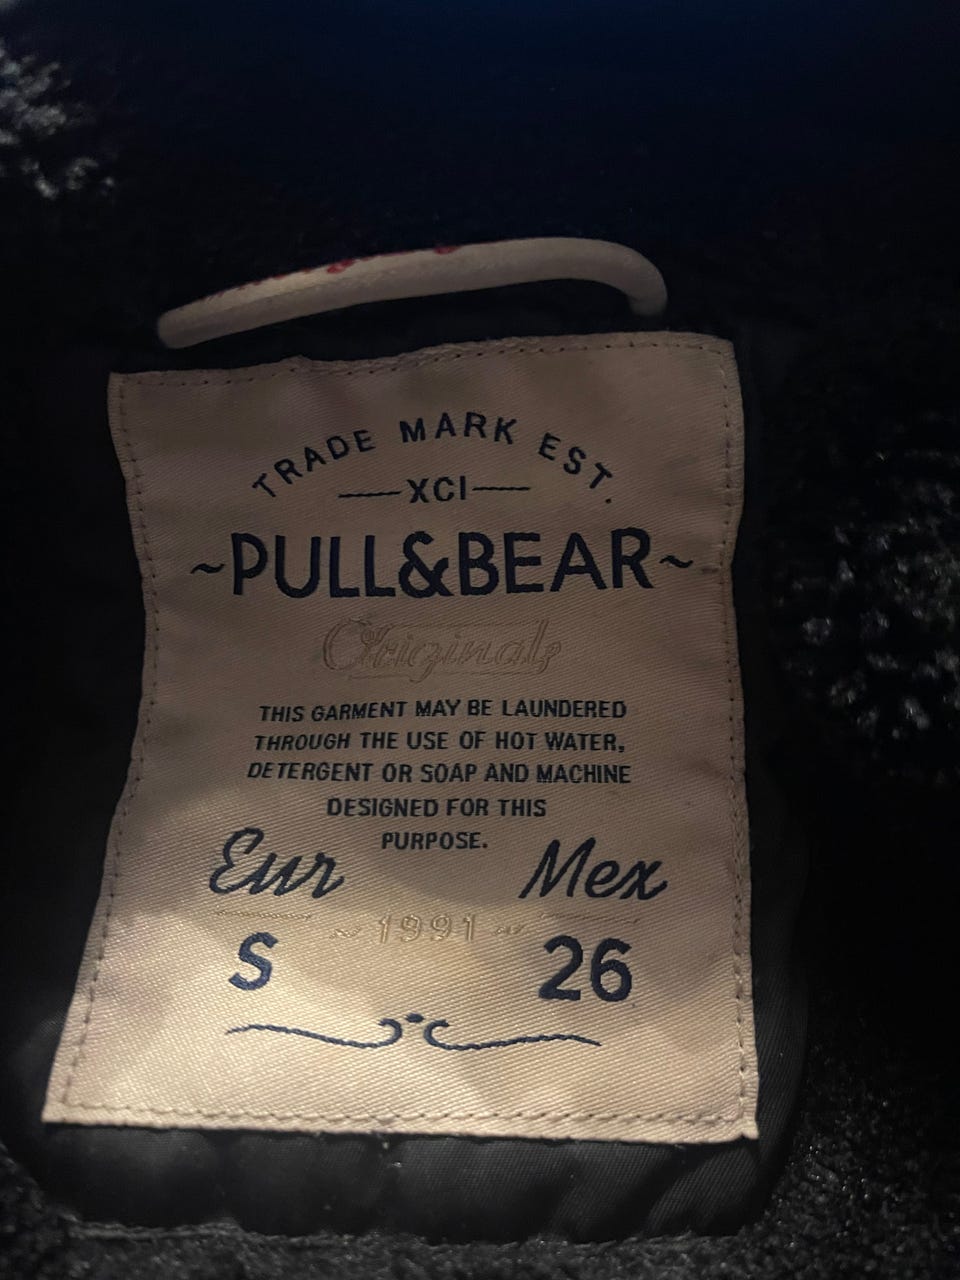 TRADE MARK EST.
XCI
~PULL&BEAR~
Originals
THIS GARMENT MAY BE LAUNDERED
THROUGH THE USE OF HOT WATER,
DETERGENT OR SOAP AND MACHINE
DESIGNED FOR THIS
PURPOSE.
Eur Mex
~ 1991 ~
S 26